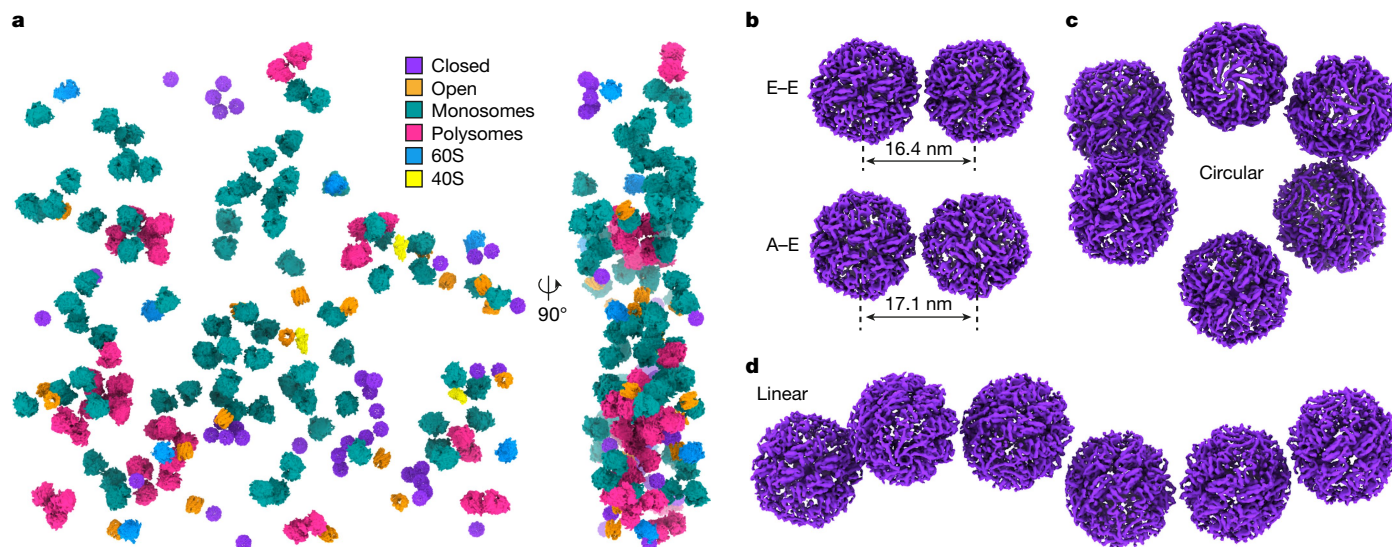 a
Closed
Open
Monosomes
Polysomes
60S
40S
90°
b
E–E
16.4 nm
A–E
17.1 nm
c
Circular
d
Linear